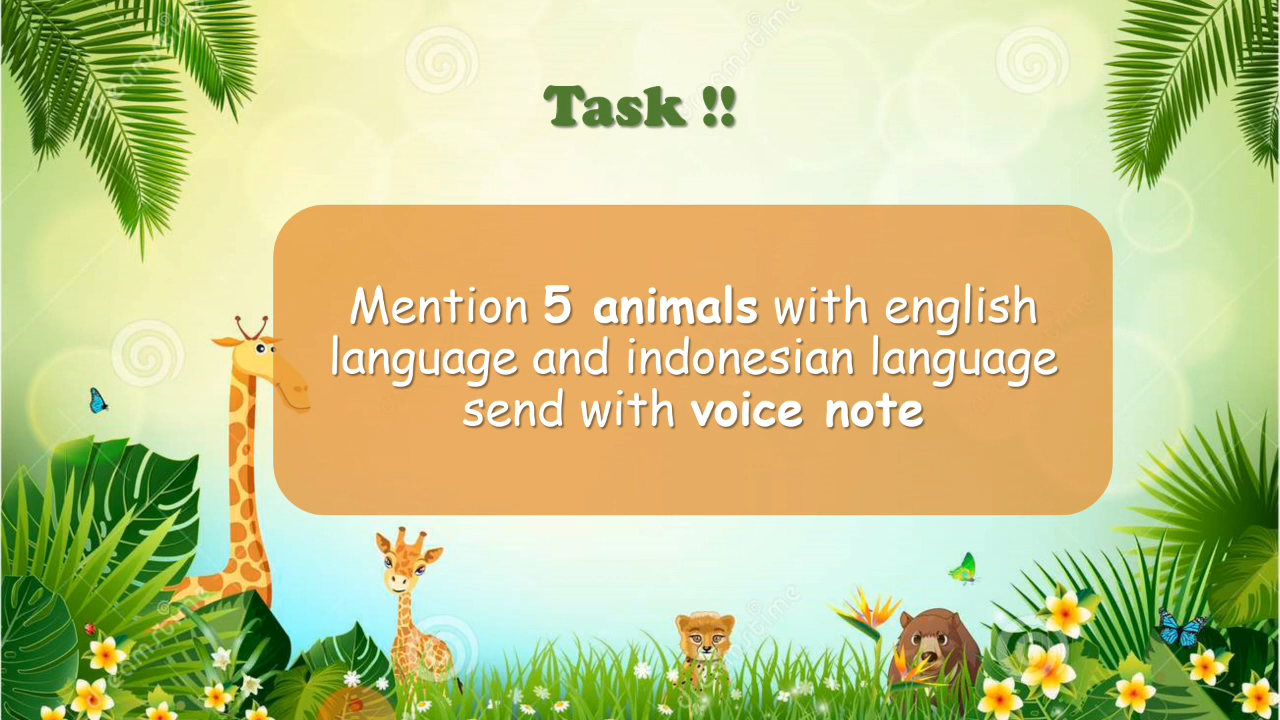 Task !!
Mention 5 animals with english
language and indonesian language
send with voice note